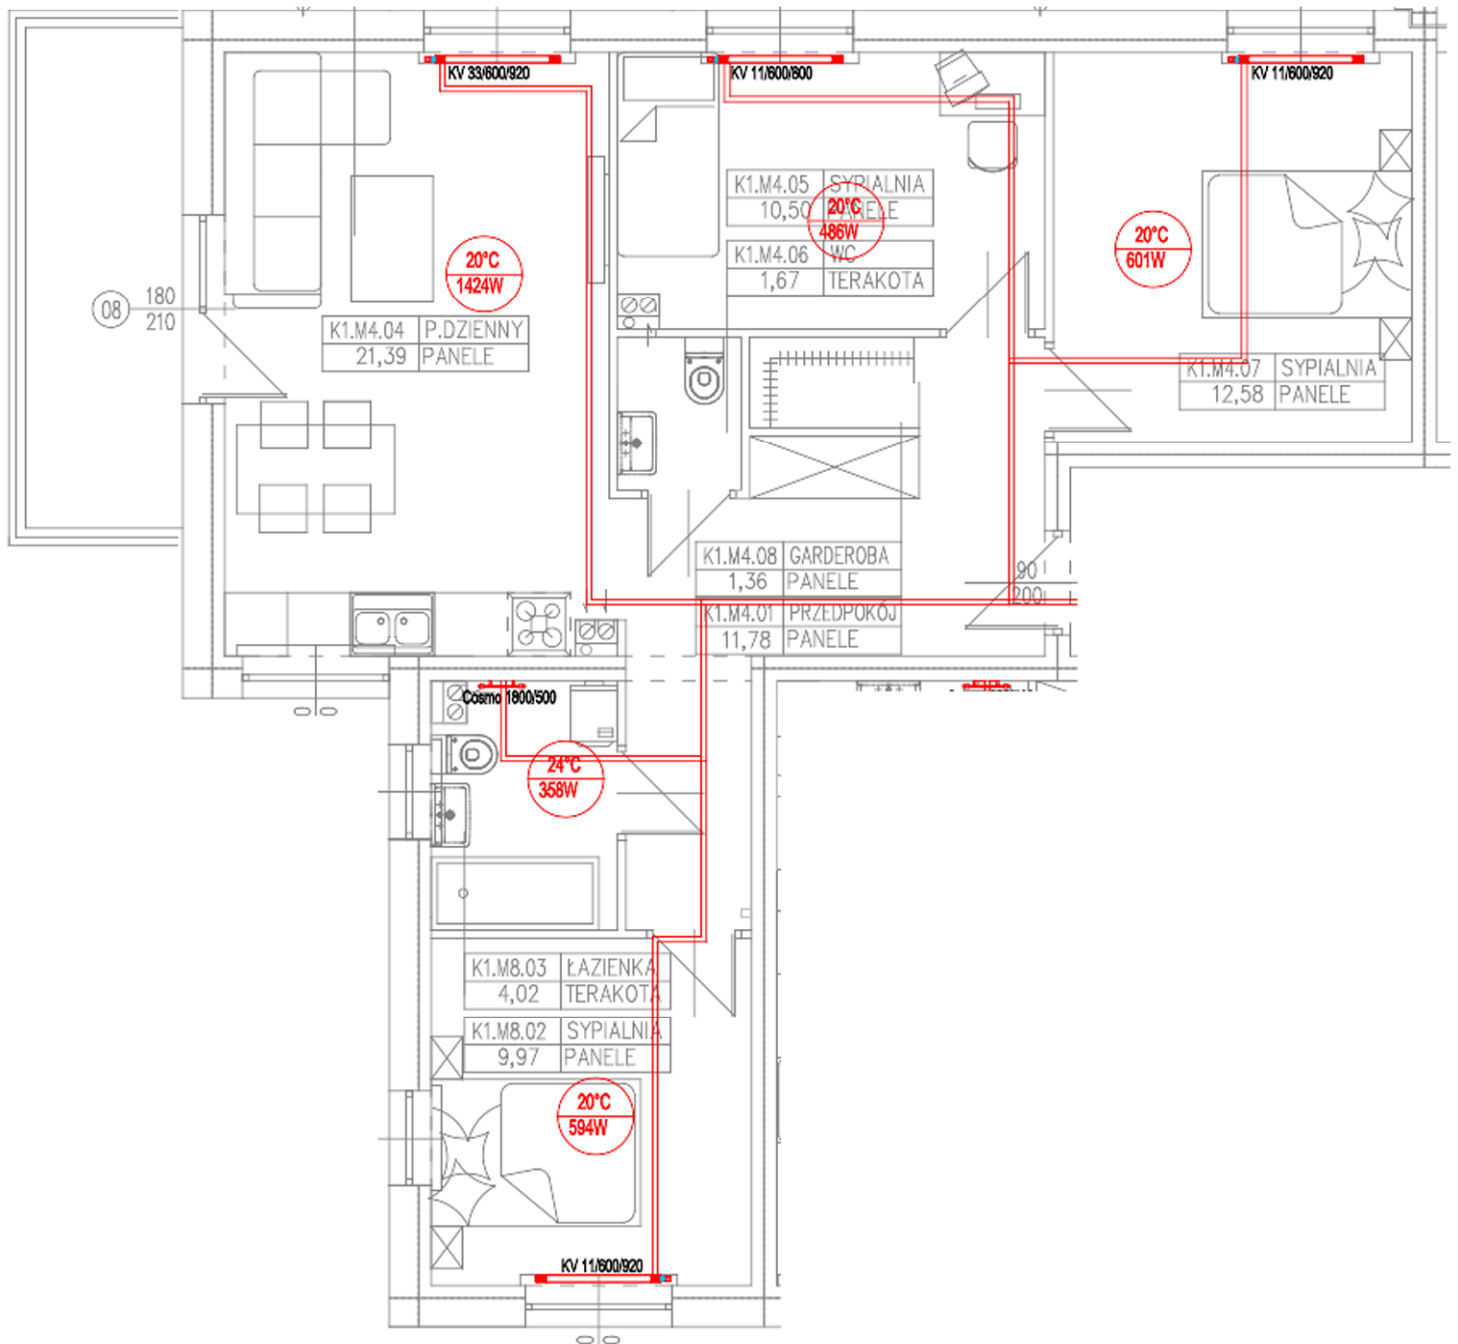 KV 33/600/920
KV 11/600/800
KV 11/600/920
K1.M4.05 SYPIALNIA
10,50 PANELE
20°C
486W
K1.M4.06 WC
1,67 TERAKOTA
20°C
1424W
20°C
601W
08
180
210
K1.M4.04 P.DZIENNY
21,39 PANELE
K1.M4.07 SYPIALNIA
12,58 PANELE
K1.M4.08 GARDEROBA
1,36 PANELE
90
200
K1.M4.01 PRZEDPOKÓJ
11,78 PANELE
Cosmo 1800/500
24°C
358W
K1.M8.03 ŁAZIENKA
4,02 TERAKOTA
K1.M8.02 SYPIALNIA
9,97 PANELE
20°C
594W
KV 11/600/920